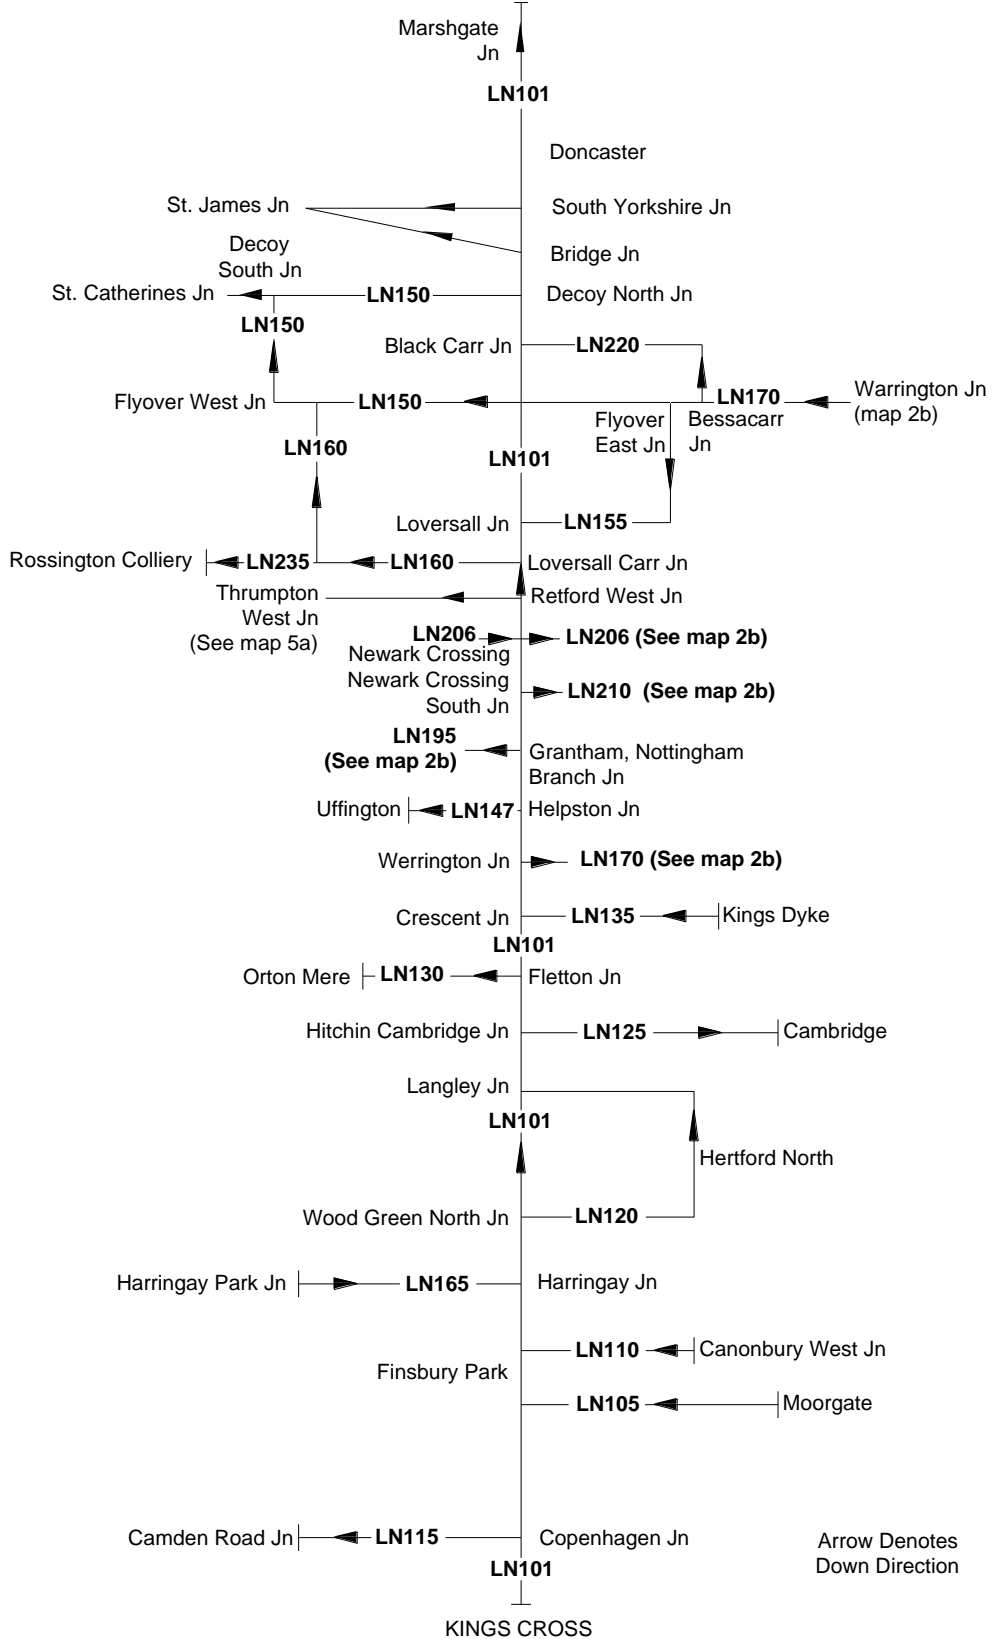 Marshgate
Jn
LN101
Doncaster
St. James Jn
South Yorkshire Jn
Decoy
South Jn
Bridge Jn
St. Catherines Jn
LN150
Decoy North Jn
LN150
Black Carr Jn
LN220
Flyover West Jn
LN150
LN170
Warrington Jn
(map 2b)
Flyover
East Jn
Bessacarr
Jn
LN160
LN101
Loversall Jn
LN155
Rossington Colliery
LN235
LN160
Loversall Carr Jn
Thrumpton
West Jn
(See map 5a)
Retford West Jn
LN206
Newark Crossing
LN206 (See map 2b)
Newark Crossing
South Jn
LN210 (See map 2b)
LN195
(See map 2b)
Grantham, Nottingham
Branch Jn
Uffington
LN147
Helpston Jn
Werrington Jn
LN170 (See map 2b)
Crescent Jn
LN135
Kings Dyke
LN101
Orton Mere
LN130
Fletton Jn
Hitchin Cambridge Jn
LN125
Cambridge
Langley Jn
LN101
Hertford North
Wood Green North Jn
LN120
Harringay Park Jn
LN165
Harringay Jn
LN110
Canonbury West Jn
Finsbury Park
LN105
Moorgate
Camden Road Jn
LN115
Copenhagen Jn
Arrow Denotes
Down Direction
LN101
KINGS CROSS